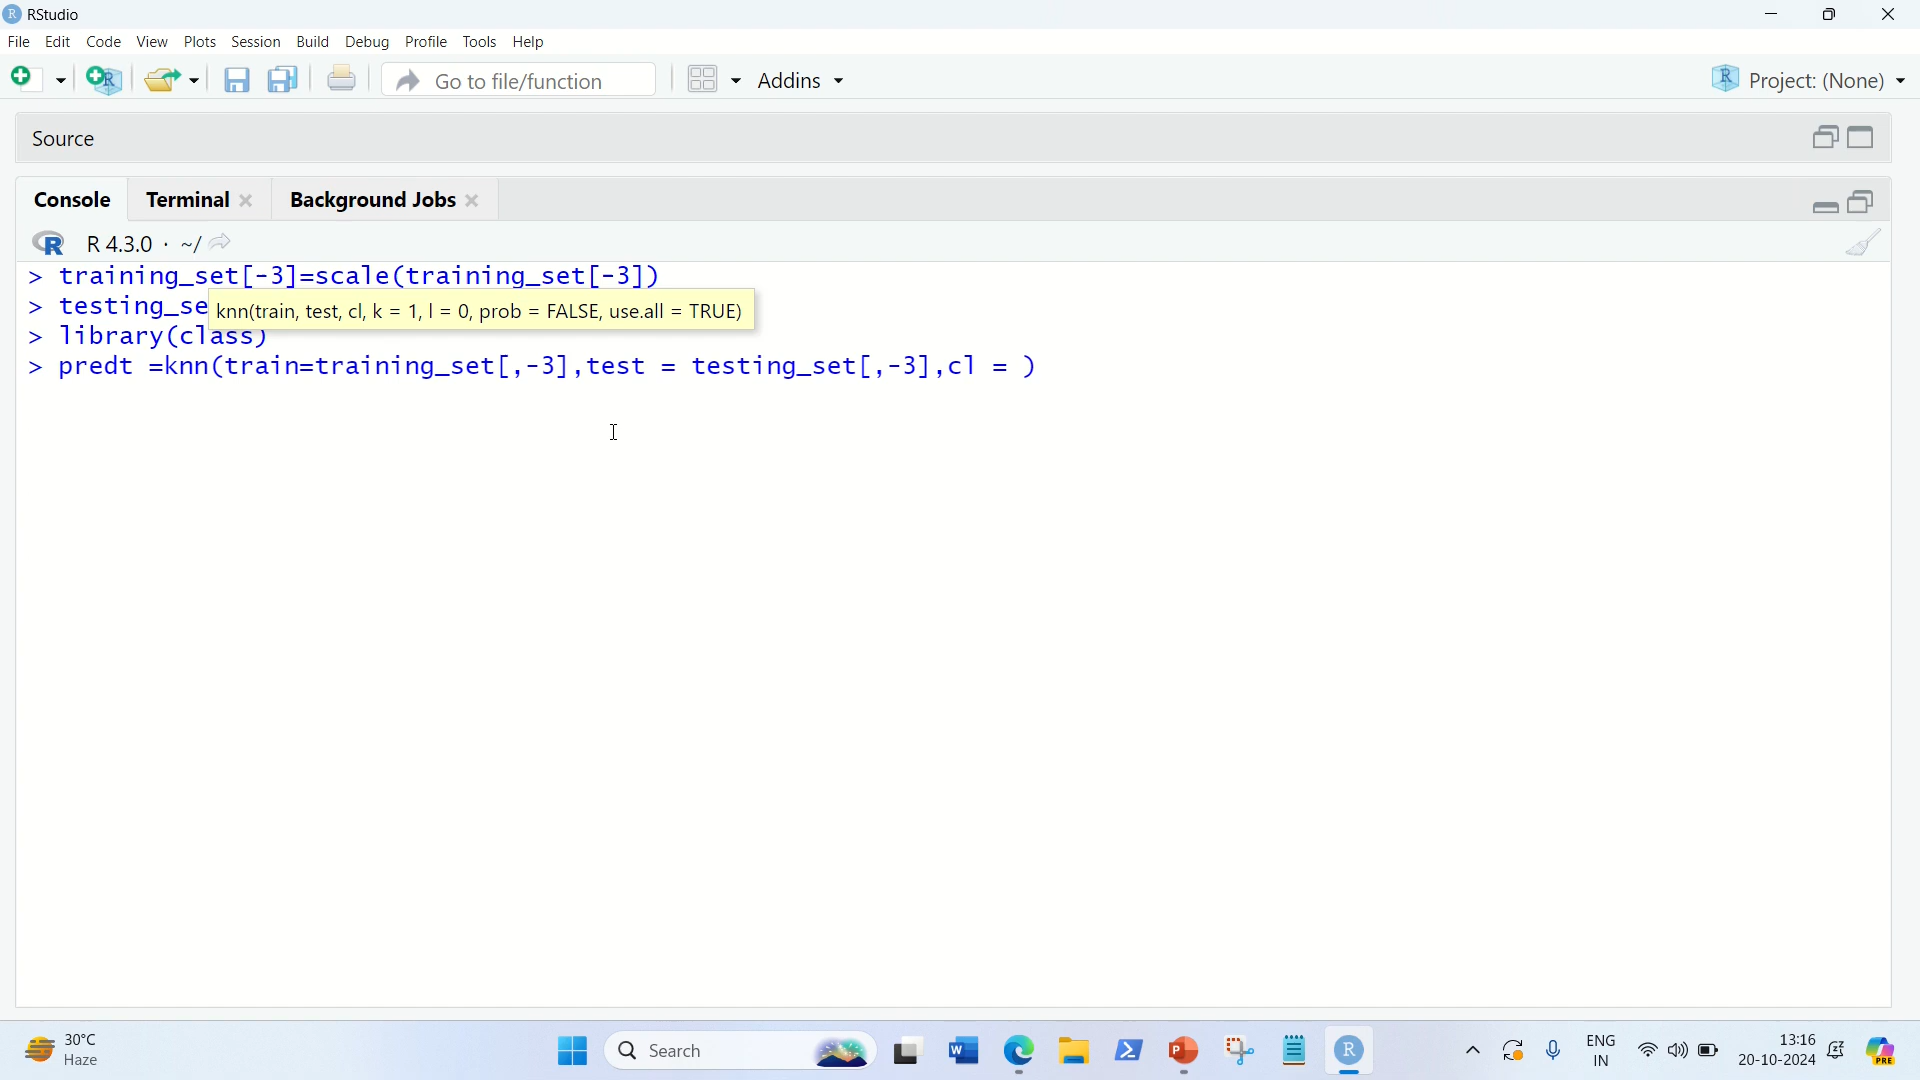 RStudio
File Edit Code View Plots Session Build Debug Profile Tools Help
Go to file/function
Addins
Project: (None)
Source
Console Terminal Background Jobs
R 4.3.0 · ~/
> training_set[-3]=scale(training_set[-3])
> testing_se
knn(train, test, cl, k = 1, l = 0, prob = FALSE, use.all = TRUE)
> library(class)
> predt =knn(train=training_set[,-3],test = testing_set[,-3],cl = )
30°C
Haze
Search
ENG
IN
13:16
20-10-2024
PRE